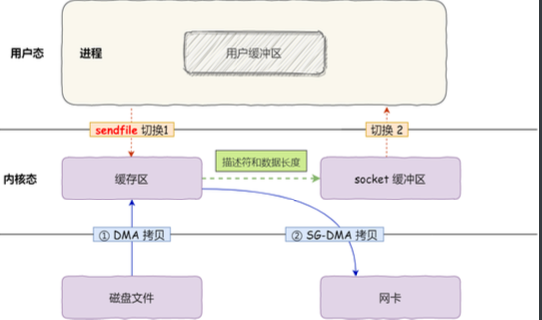 用户态
进程
用户缓冲区
sendfile 切换1
切换 2
内核态
缓存区
描述符和数据长度
socket 缓冲区
① DMA 拷贝
② SG-DMA 拷贝
磁盘文件
网卡